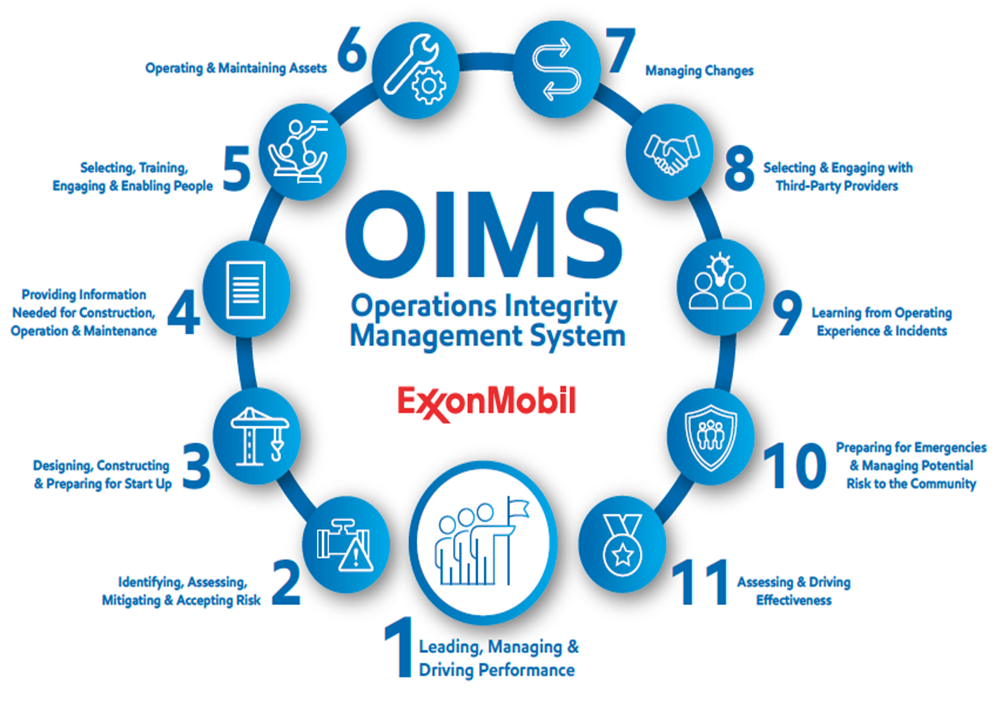 OIMS
Operations Integrity
Management System
ExxonMobil
1
Leading, Managing &
Driving Performance
2
Identifying, Assessing,
Mitigating & Accepting Risk
3
Designing, Constructing
& Preparing for Start Up
4
Providing Information
Needed for Construction,
Operation & Maintenance
5
Selecting, Training,
Engaging & Enabling People
6
Operating & Maintaining Assets
7
Managing Changes
8
Selecting & Engaging with
Third-Party Providers
9
Learning from Operating
Experience & Incidents
10
Preparing for Emergencies
& Managing Potential
Risk to the Community
11
Assessing & Driving
Effectiveness